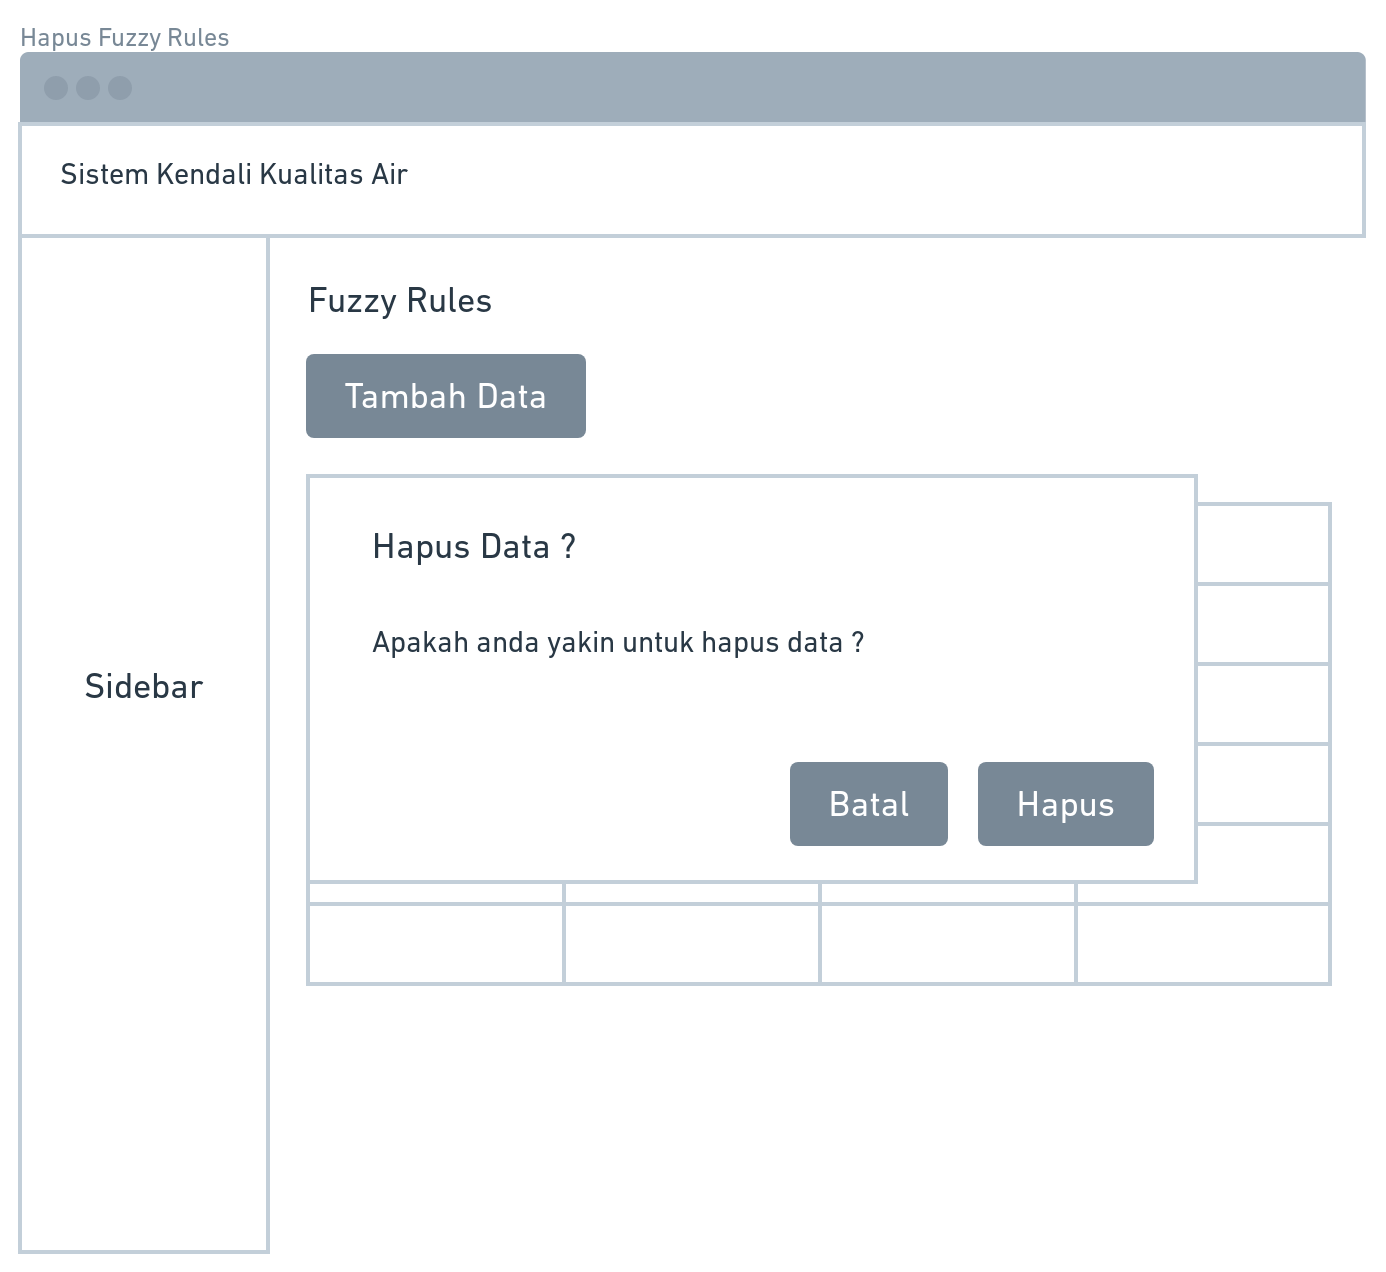 Hapus Fuzzy Rules
Sistem Kendali Kualitas Air
Fuzzy Rules
Tambah Data
Hapus Data ?
Apakah anda yakin untuk hapus data ?
Sidebar
Batal
Hapus